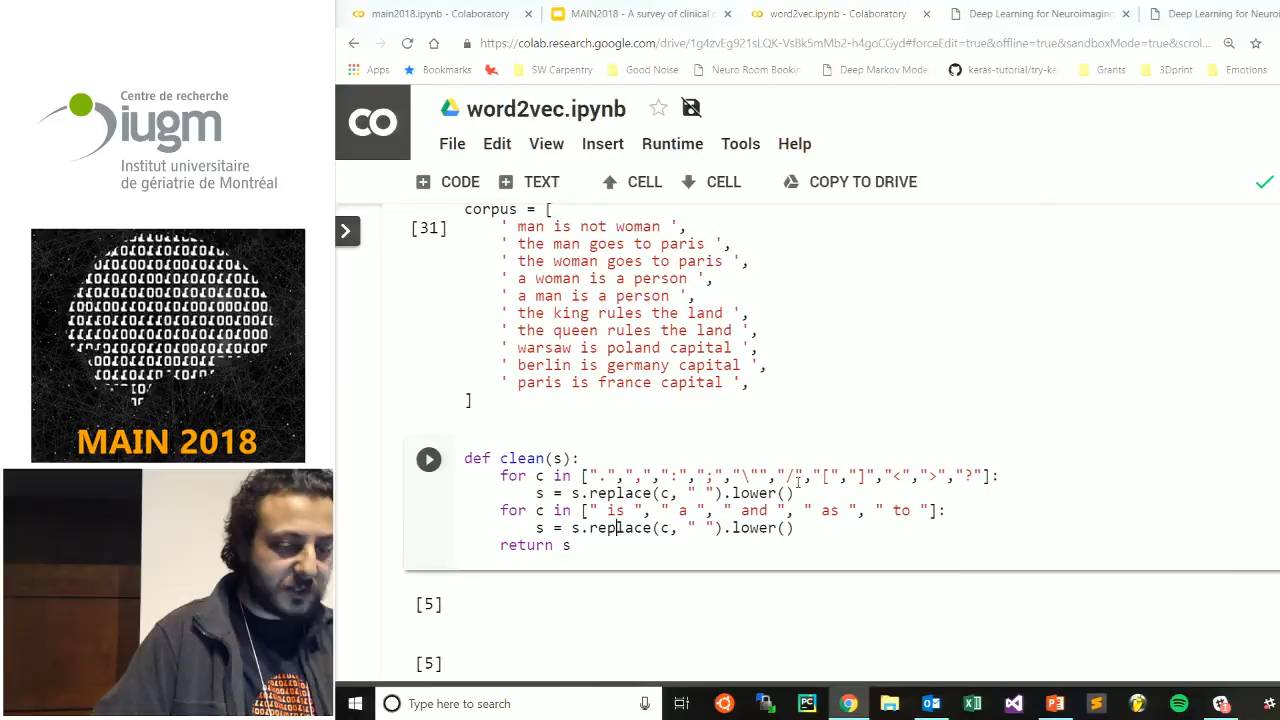 main2018.ipynb - Colaboratory
MAIN2018 - A survey of clinical
word2vec.ipynb - Colaboratory
Deep Learning for Neuroimaging
Deep Learning for Neuroi
https://colab.research.google.com/drive/1g4zvEg921sLQK-VsBk5mMb2-h4goCGyd#forceEdit=true&offline=true&sandboxMode=true&scrol...
Apps
Bookmarks
SW Carpentry
Good Noise
Neuro Room Bookin
Deep Markov Mode
keras-tutorial/try-ke
Grants
3Dprint
Emotions
Centre de recherche
iugm
Institut universitaire
de gériatrie de Montréal
MAIN 2018
CO
word2vec.ipynb
File Edit View Insert Runtime Tools Help
CODE TEXT CELL CELL COPY TO DRIVE
[31]
corpus = [
' man is not woman ',
' the man goes to paris ',
' the woman goes to paris ',
' a woman is a person ',
' a man is a person ',
' the king rules the land ',
' the queen rules the land ',
' warsaw is poland capital ',
' berlin is germany capital ',
' paris is france capital ',
]
def clean(s):
for c in [".",",",":",";","\"","/","[","]","<",">","?"]:
s = s.replace(c, " ").lower()
for c in [" is ", " a ", " and ", " as ", " to "]:
s = s.replace(c, " ").lower()
return s
[5]
[5]
Type here to search